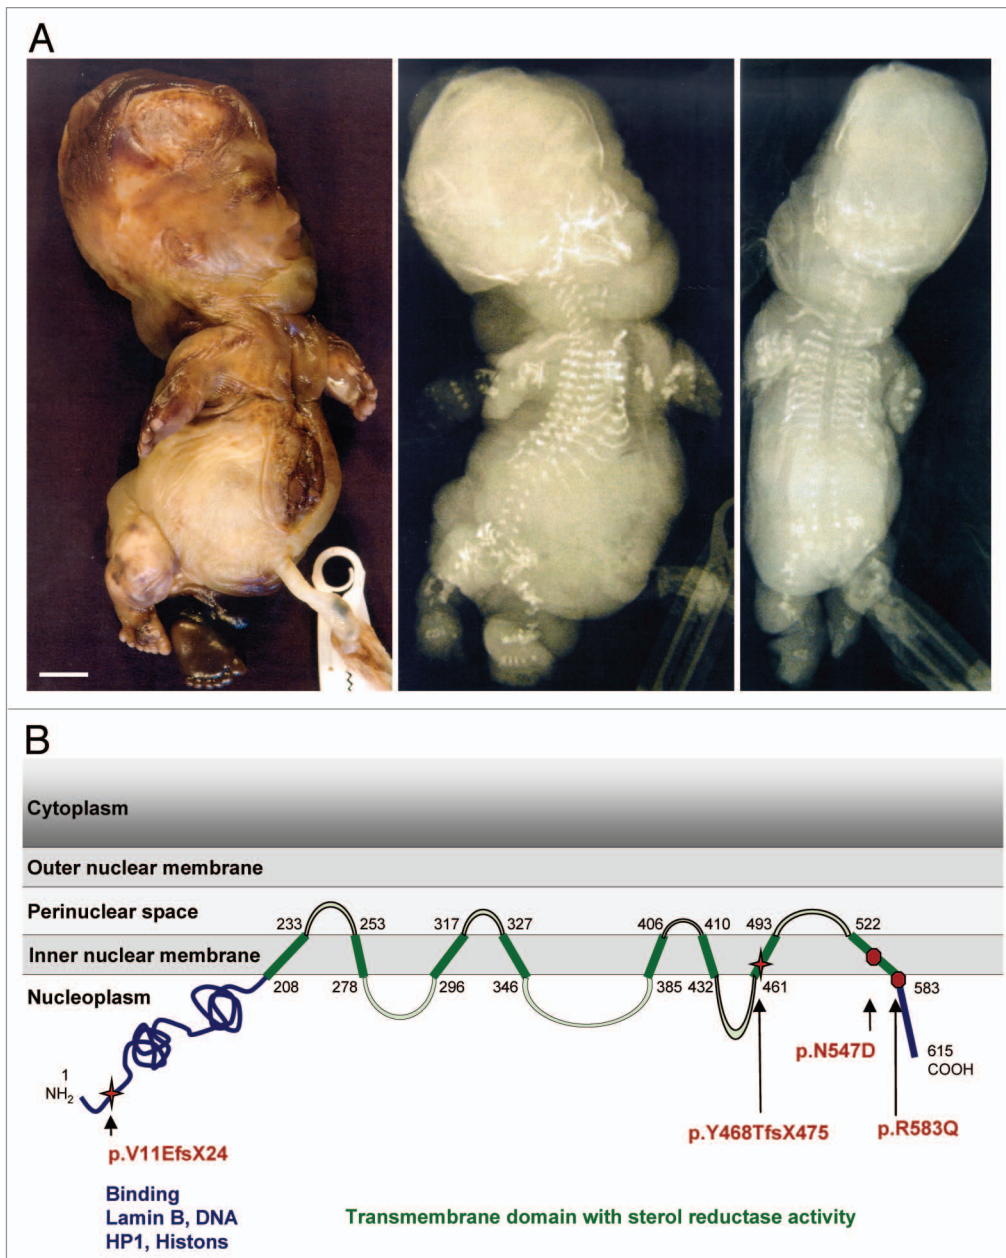 A
B
Cytoplasm
Outer nuclear membrane
Perinuclear space
233 253 317 327 406 410 493 522
Inner nuclear membrane
Nucleoplasm
208 278 296 346 385 432 461 583
1
NH2
p.N547D
615
COOH
p.V11EfsX24
p.Y468TfsX475
p.R583Q
Binding
Lamin B, DNA
HP1, Histons
Transmembrane domain with sterol reductase activity